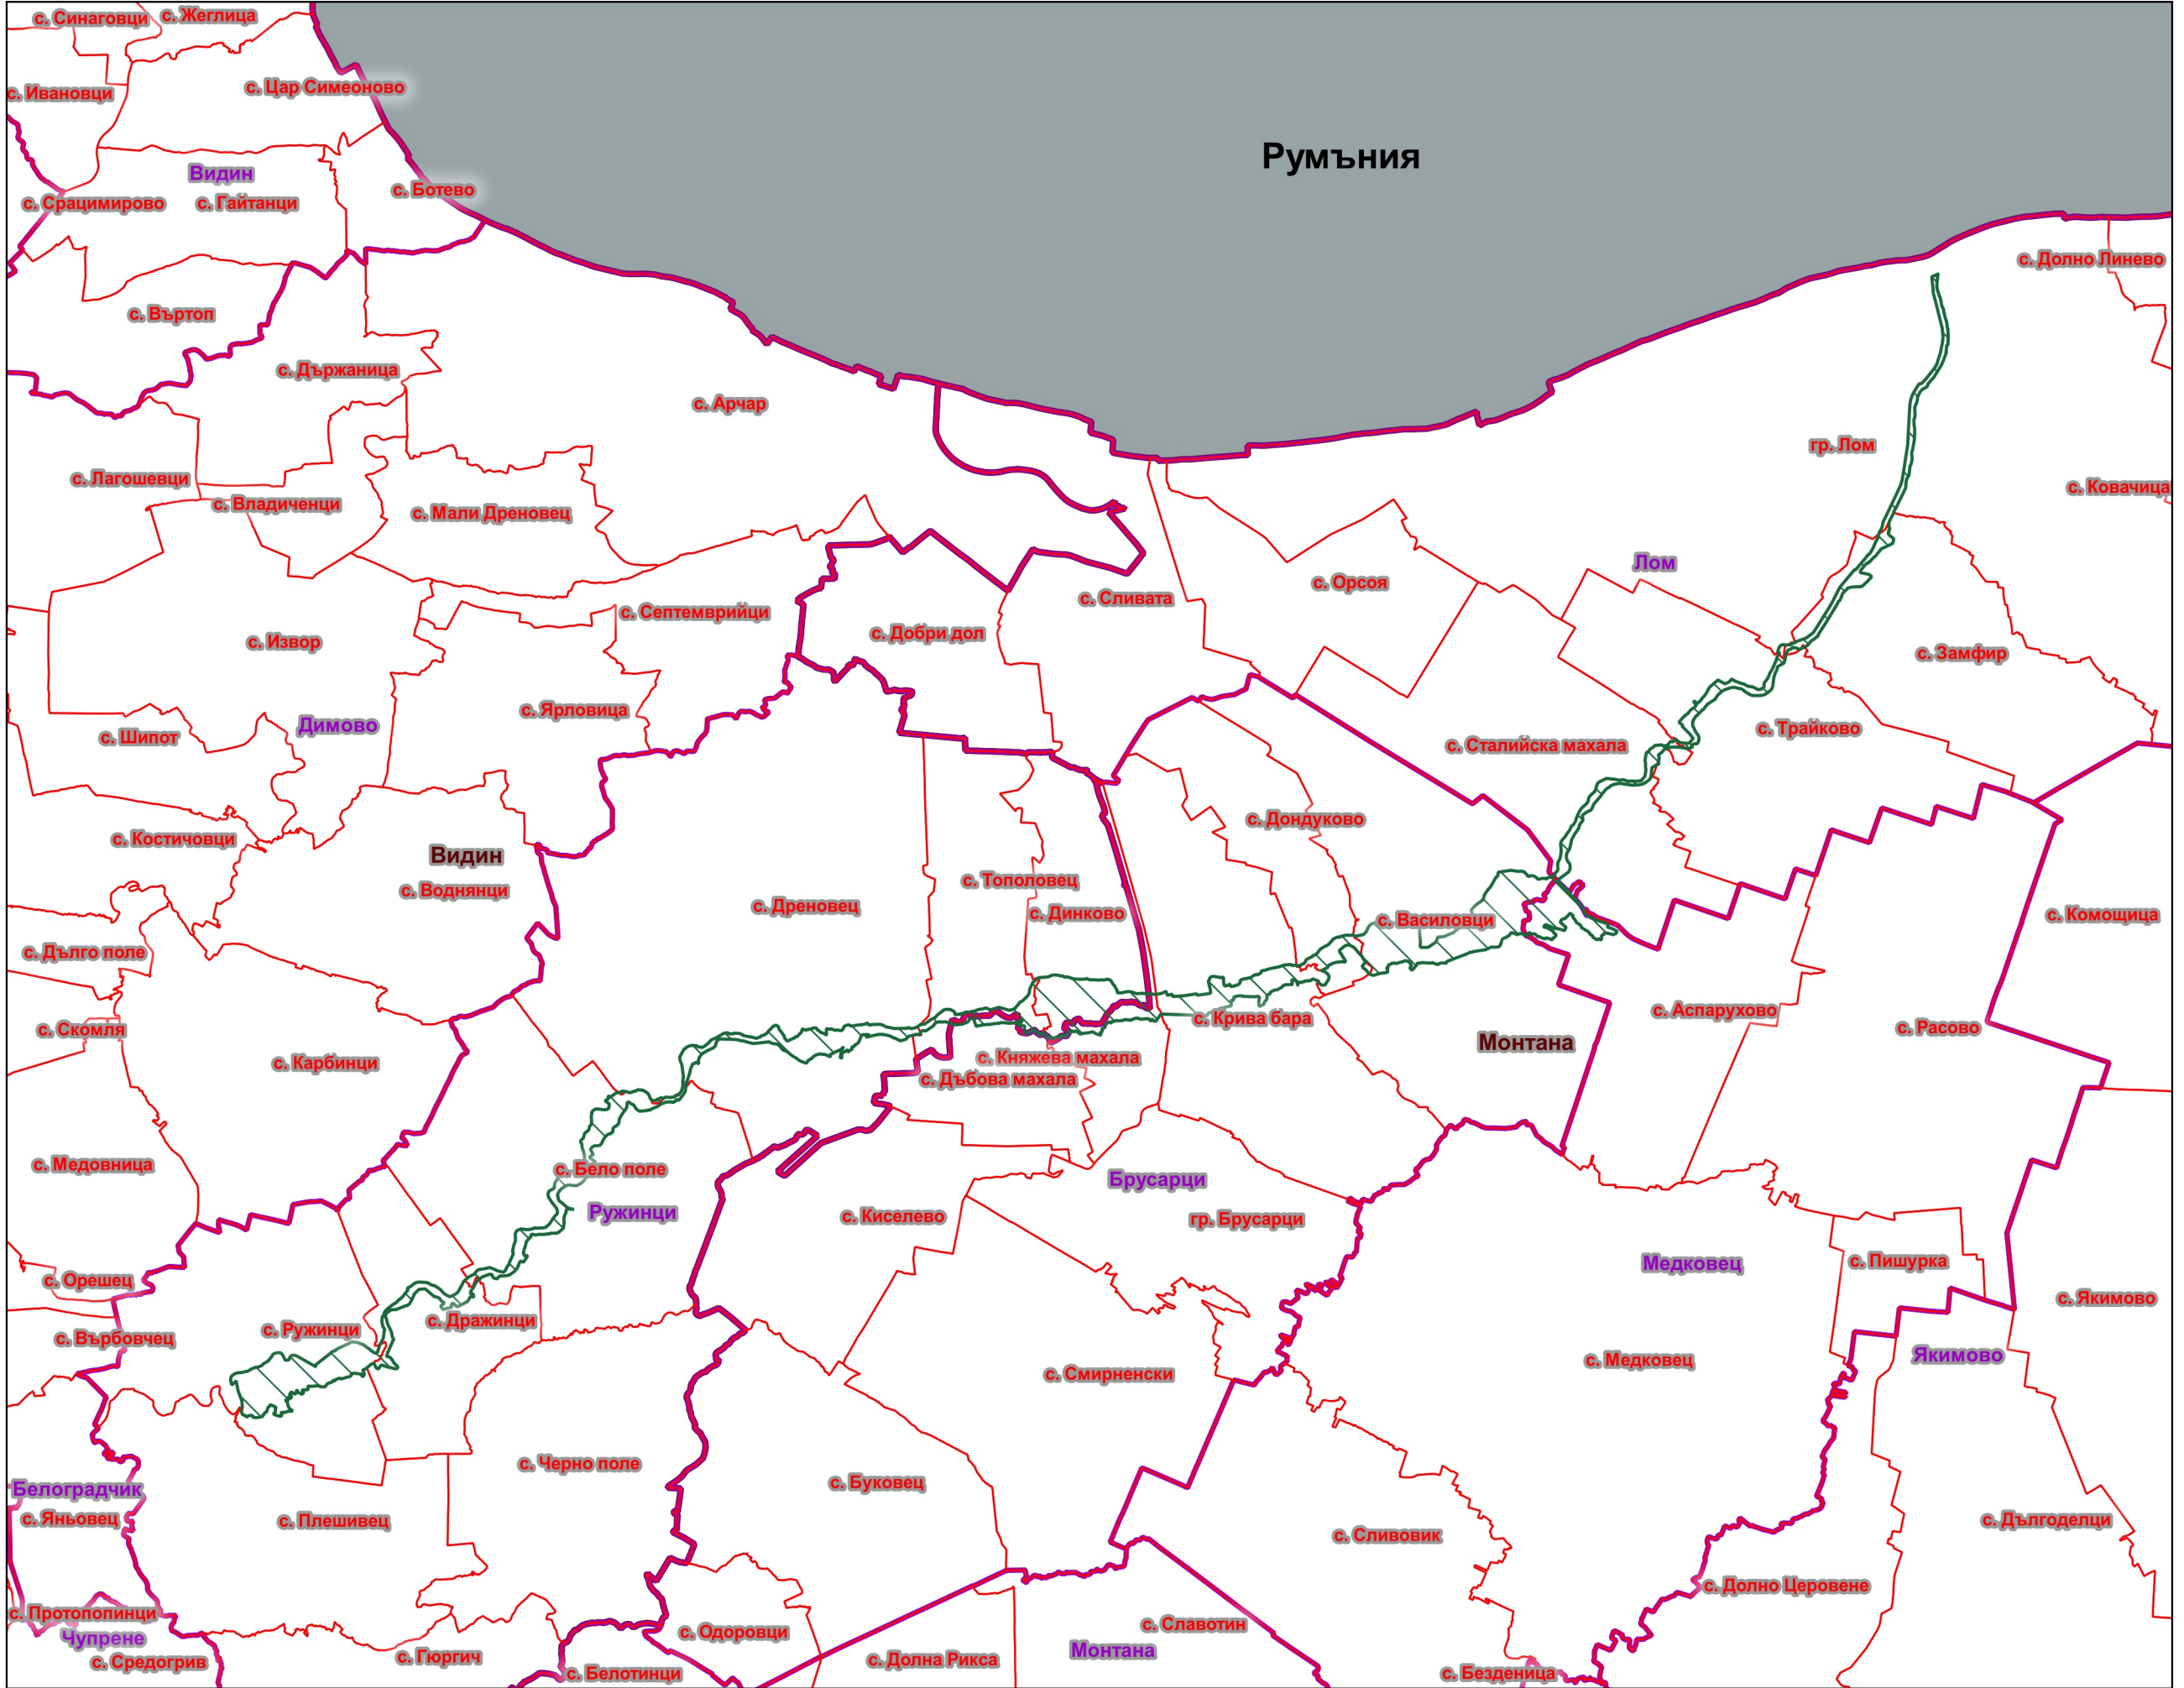 с. Синаговци
с. Жеглица
с. Ивановци
с. Цар Симеоново
Румъния
Видин
с. Срацимирово
с. Гайтанци
с. Ботево
с. Долно Линево
с. Въртоп
с. Държаница
с. Арчар
гр. Лом
с. Лагошевци
с. Владиченци
с. Мали Дреновец
с. Ковачица
Лом
с. Орсоя
с. Сливата
с. Септемврийци
с. Добри дол
с. Извор
с. Замфир
с. Ярловица
Димово
с. Шипот
с. Трайково
с. Сталийска махала
с. Костичовци
с. Дондуково
Видин
с. Воднянци
с. Тополовец
с. Дреновец
с. Динково
с. Василовци
с. Комощица
с. Дълго поле
с. Скомля
с. Крива бара
с. Аспарухово
с. Расово
Монтана
с. Карбинци
с. Княжева махала
с. Дъбова махала
с. Медовница
с. Бело поле
Брусарци
Ружинци
с. Киселево
гр. Брусарци
Медковец
с. Пишурка
с. Орешец
с. Якимово
с. Дражинци
с. Ружинци
с. Върбовчец
Якимово
с. Медковец
с. Смирненски
с. Черно поле
с. Буковец
Белоградчик
с. Яньовец
с. Плешивец
с. Дългоделци
с. Сливовик
с. Долно Церовене
с. Протопопинци
Чупрене
с. Средогрив
с. Гюргич
с. Одоровци
с. Славотин
Монтана
с. Долна Рикса
с. Белотинци
с. Безденица